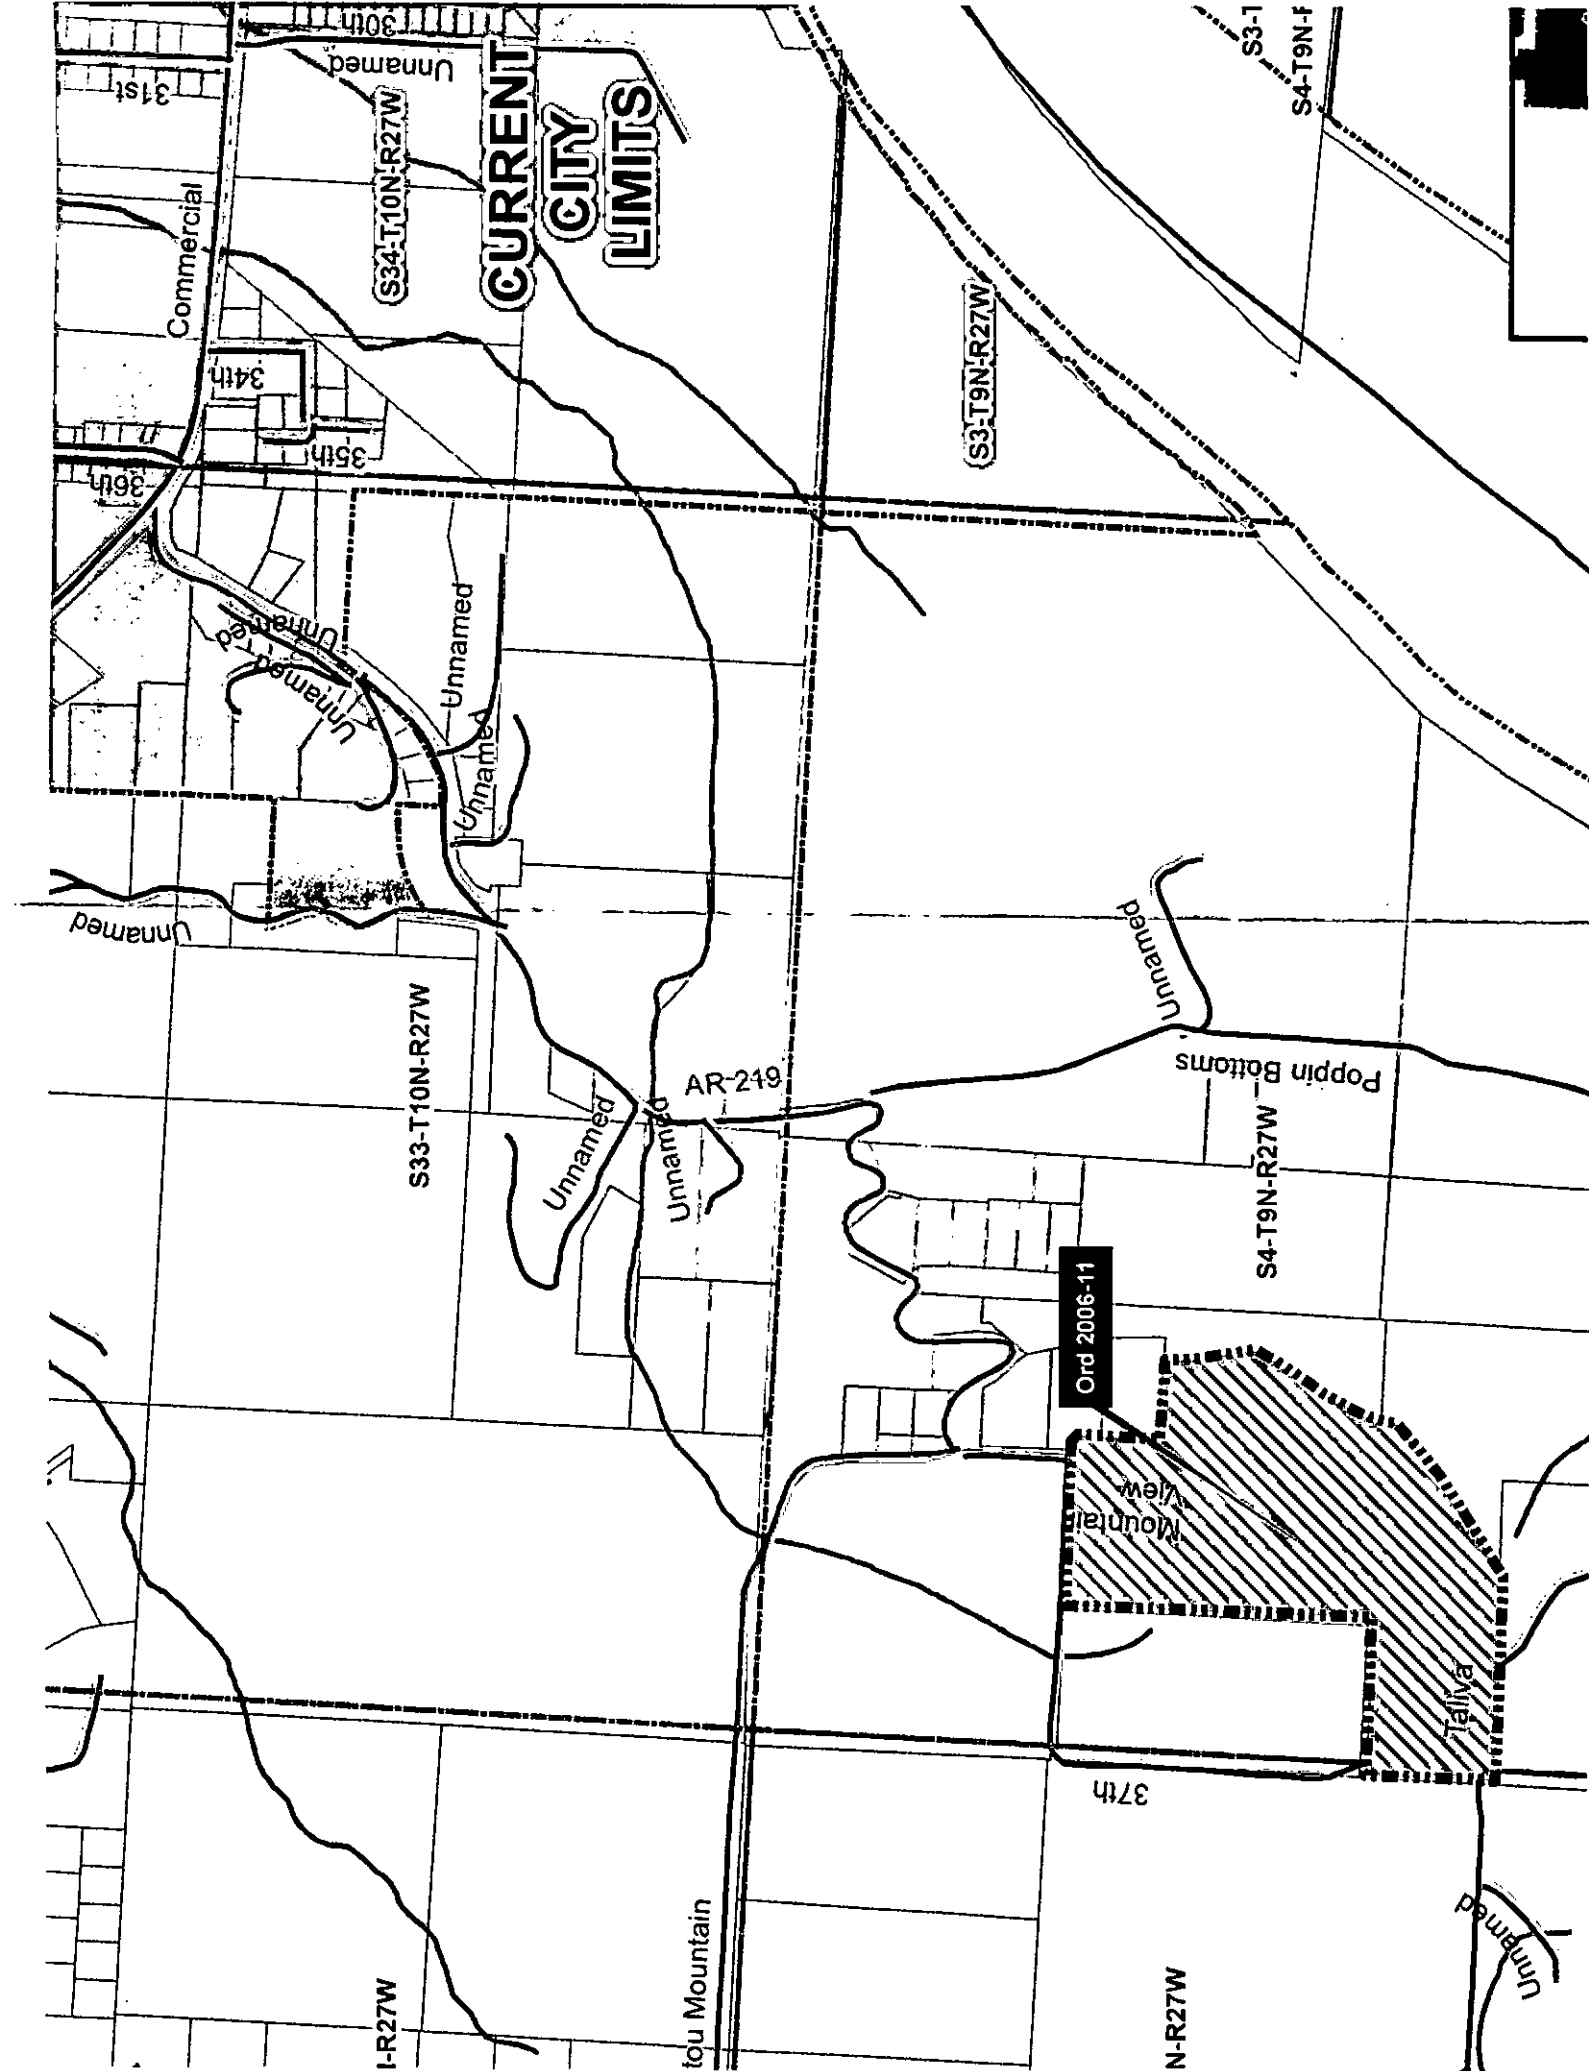 30th
Unnamed
31st
S34-T10N-R27W
CURRENT
CITY
LIMITS
Commercial
34th
35th
36th
S3-T9N-R27W
S3-T
S4-T9N-R
Unnamed
Unnamed
Unnamed
Unnamed
Unnamed
S33-T10N-R27W
Unnamed
Unnamed
AR-219
Unnamed
Poppin Bottoms
S4-T9N-R27W
Ord 2006-11
Mountain
View
Taliva
37th
tou Mountain
I-R27W
N-R27W
Unnamed